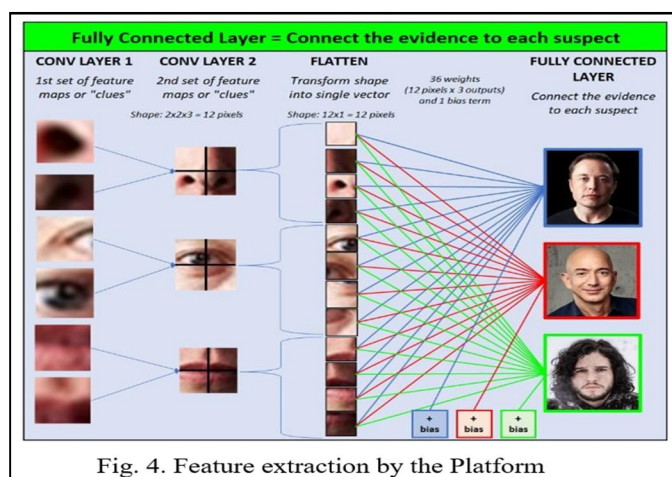 Fully Connected Layer = Connect the evidence to each suspect
CONV LAYER 1
1st set of feature
maps or "clues"
CONV LAYER 2
2nd set of feature
maps or "clues"
Shape: 2x2x3 = 12 pixels
FLATTEN
Transform shape
into single vector
Shape: 12x1 = 12 pixels
36 weights
(12 pixels x 3 outputs)
and 1 bias term
FULLY CONNECTED
LAYER
Connect the evidence
to each suspect
+
bias
+
bias
+
bias
Fig. 4. Feature extraction by the Platform